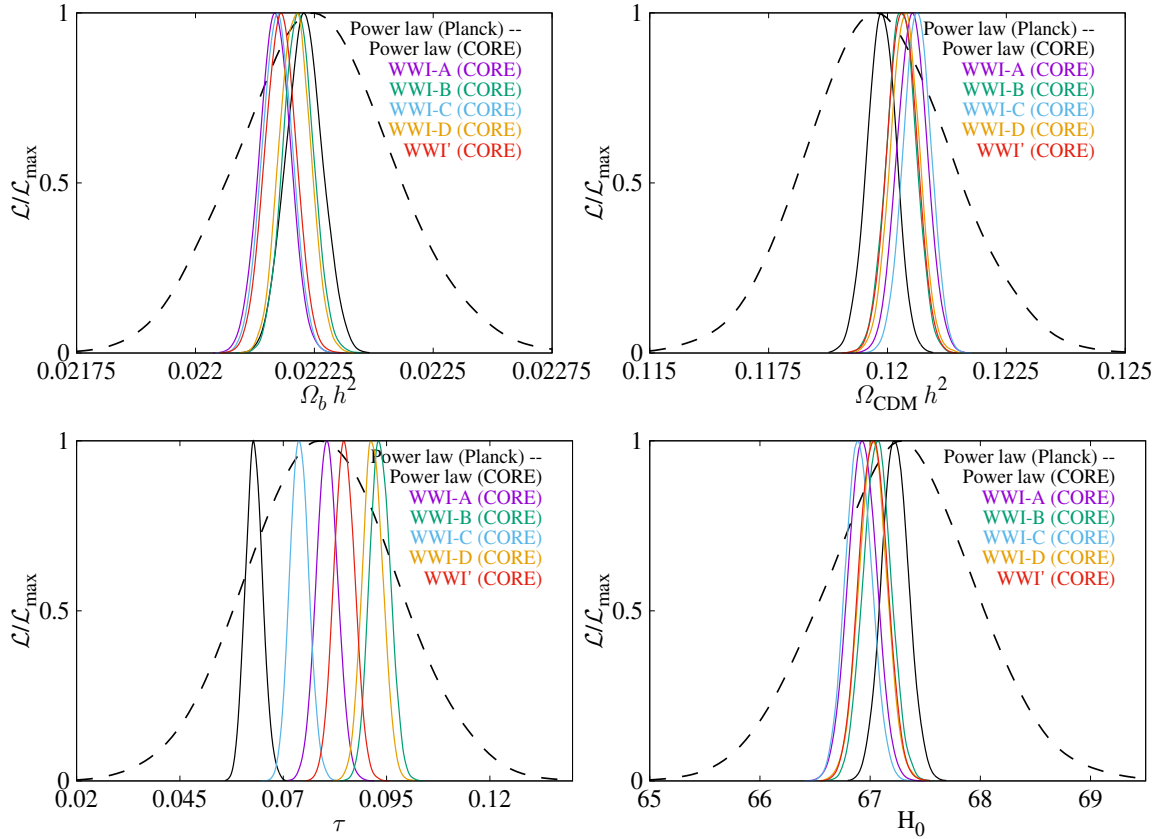 1
0.5
0
ℒ/ℒmax
Power law (Planck) --
Power law (CORE)
WWI-A (CORE)
WWI-B (CORE)
WWI-C (CORE)
WWI-D (CORE)
WWI' (CORE)
0.02175 0.022 0.02225 0.0225 0.02275
Ω_b h²
1
0.5
0
ℒ/ℒmax
Power law (Planck) --
Power law (CORE)
WWI-A (CORE)
WWI-B (CORE)
WWI-C (CORE)
WWI-D (CORE)
WWI' (CORE)
0.115 0.1175 0.12 0.1225 0.125
Ω_CDM h²
1
0.5
0
ℒ/ℒmax
Power law (Planck) --
Power law (CORE)
WWI-A (CORE)
WWI-B (CORE)
WWI-C (CORE)
WWI-D (CORE)
WWI' (CORE)
0.02 0.045 0.07 0.095 0.12
τ
1
0.5
0
ℒ/ℒmax
Power law (Planck) --
Power law (CORE)
WWI-A (CORE)
WWI-B (CORE)
WWI-C (CORE)
WWI-D (CORE)
WWI' (CORE)
65 66 67 68 69
H₀